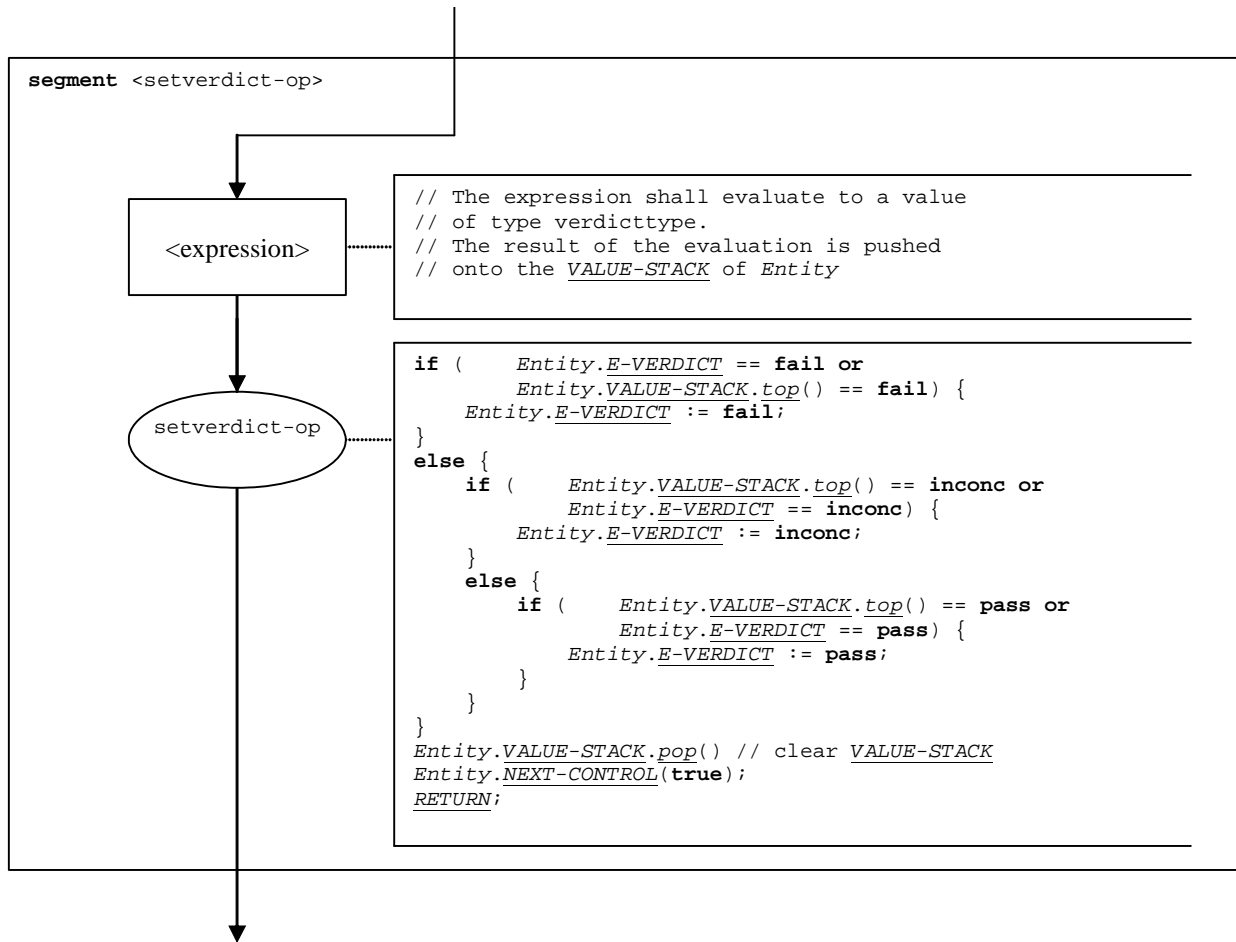 segment <setverdict-op>
<expression>
// The expression shall evaluate to a value
// of type verdicttype.
// The result of the evaluation is pushed
// onto the VALUE-STACK of Entity
setverdict-op
if ( Entity.E-VERDICT == fail or
Entity.VALUE-STACK.top() == fail) {
Entity.E-VERDICT := fail;
}
else {
if ( Entity.VALUE-STACK.top() == inconc or
Entity.E-VERDICT == inconc) {
Entity.E-VERDICT := inconc;
}
else {
if ( Entity.VALUE-STACK.top() == pass or
Entity.E-VERDICT == pass) {
Entity.E-VERDICT := pass;
}
}
}
Entity.VALUE-STACK.pop() // clear VALUE-STACK
Entity.NEXT-CONTROL(true);
RETURN;